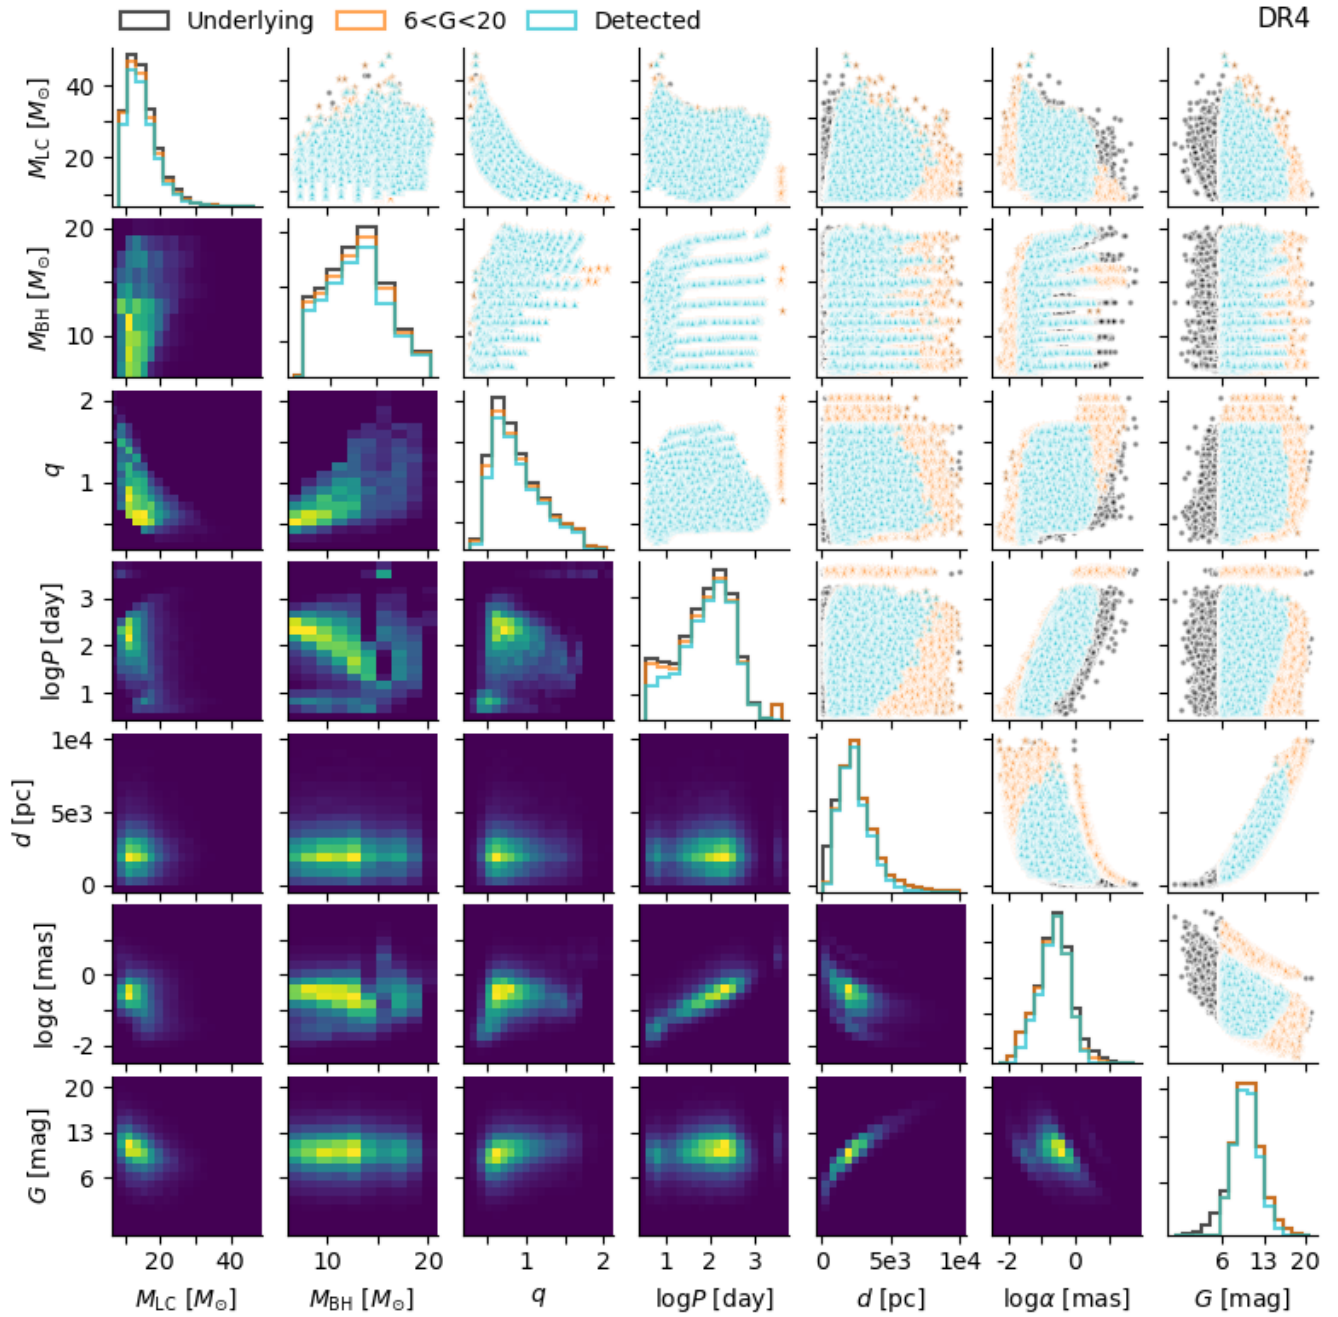 Underlying 6<G<20 Detected DR4
M_LC [M_⊙]
40
20
M_BH [M_⊙]
20
10
q
2
1
logP [day]
3
2
1
d [pc]
1e4
5e3
0
logα [mas]
0
-2
G [mag]
20
13
6
20 40 10 20 1 2 1 2 3 0 5e3 1e4 -2 0 6 13 20
M_LC [M_⊙] M_BH [M_⊙] q logP [day] d [pc] logα [mas] G [mag]